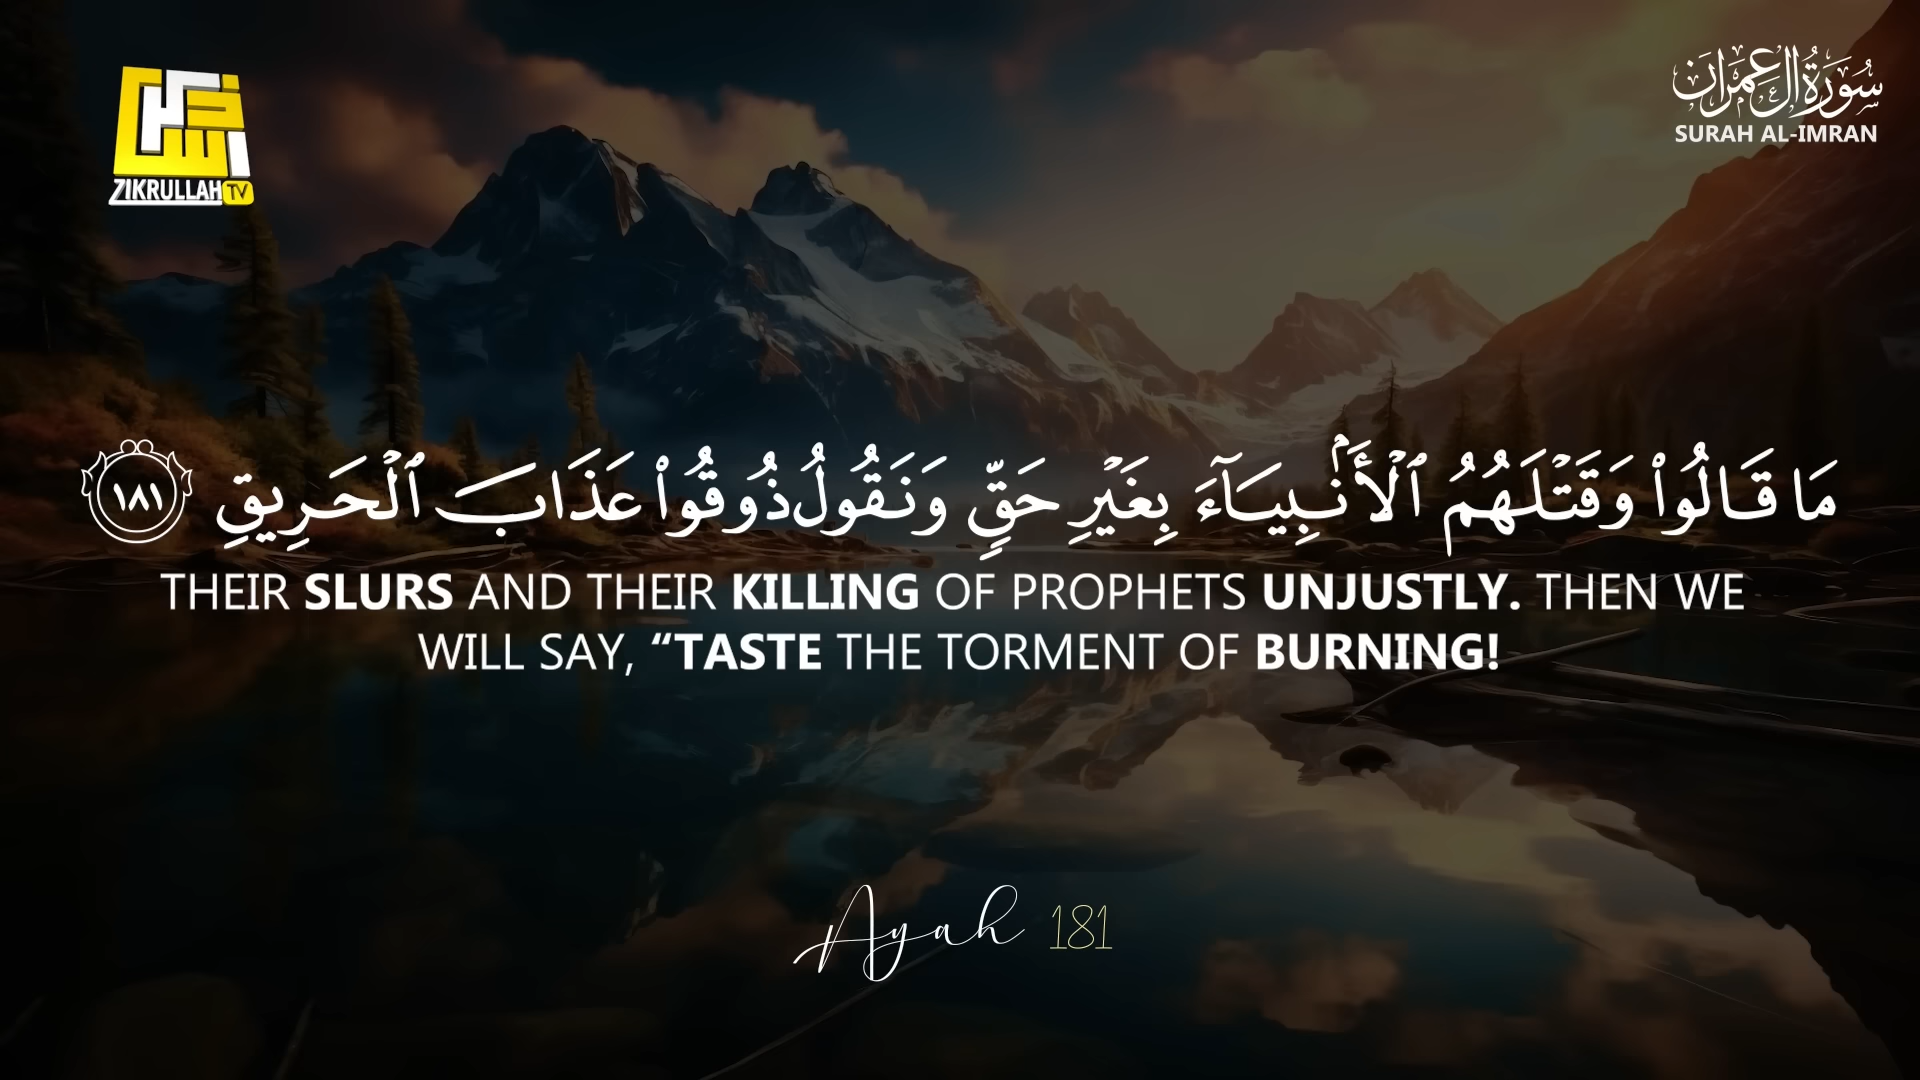 ذكر الله
ZIKRULLAH TV
سُورَةُ آلِ عِمْرَان
SURAH AL-IMRAN
مَا قَالُوا۟ وَقَتْلَهُمُ ٱلْأَنۢبِيَآءَ بِغَيْرِ حَقٍّ وَنَقُولُ ذُوقُوا۟ عَذَابَ ٱلْحَرِيقِ ١٨١
THEIR SLURS AND THEIR KILLING OF PROPHETS UNJUSTLY. THEN WE
WILL SAY, “TASTE THE TORMENT OF BURNING!
Ayah 181